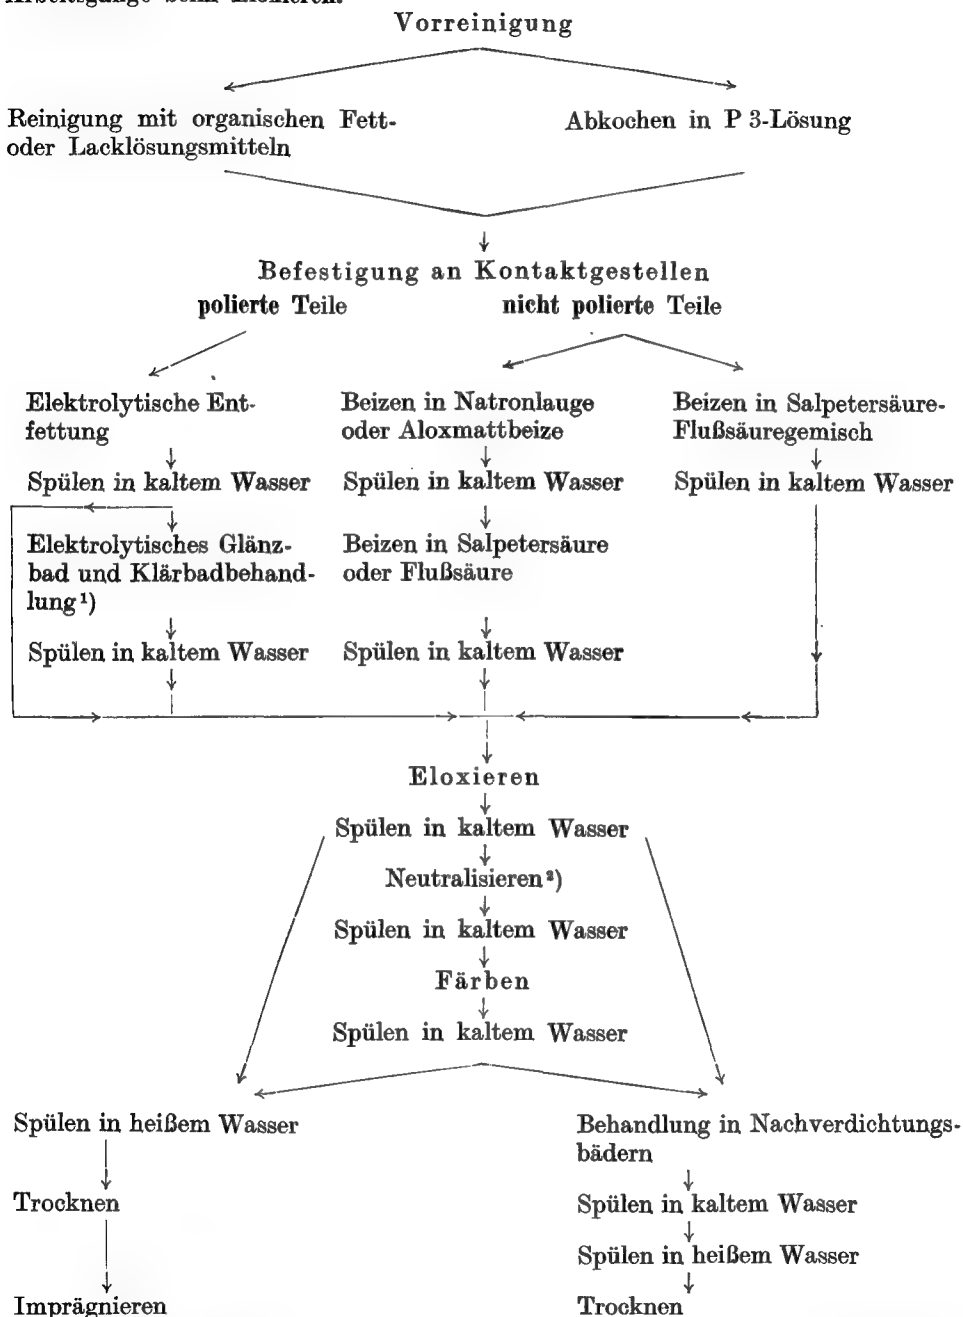 Arbeitsgänge beim Eloxieren.
Vorreinigung
Reinigung mit organischen Fett-
oder Lacklösungsmitteln
Abkochen in P 3-Lösung
Befestigung an Kontaktgestellen
polierte Teile
nicht polierte Teile
Elektrolytische Ent-
fettung
Beizen in Natronlauge
oder Aloxmattbeize
Beizen in Salpetersäure-
Flußsäuregemisch
Spülen in kaltem Wasser
Spülen in kaltem Wasser
Spülen in kaltem Wasser
Elektrolytisches Glänz-
bad und Klärbadbehand-
lung¹)
Beizen in Salpetersäure
oder Flußsäure
Spülen in kaltem Wasser
Spülen in kaltem Wasser
Eloxieren
Spülen in kaltem Wasser
Neutralisieren²)
Spülen in kaltem Wasser
Färben
Spülen in kaltem Wasser
Spülen in heißem Wasser
Trocknen
Imprägnieren
Behandlung in Nachverdichtungs-
bädern
Spülen in kaltem Wasser
Spülen in heißem Wasser
Trocknen